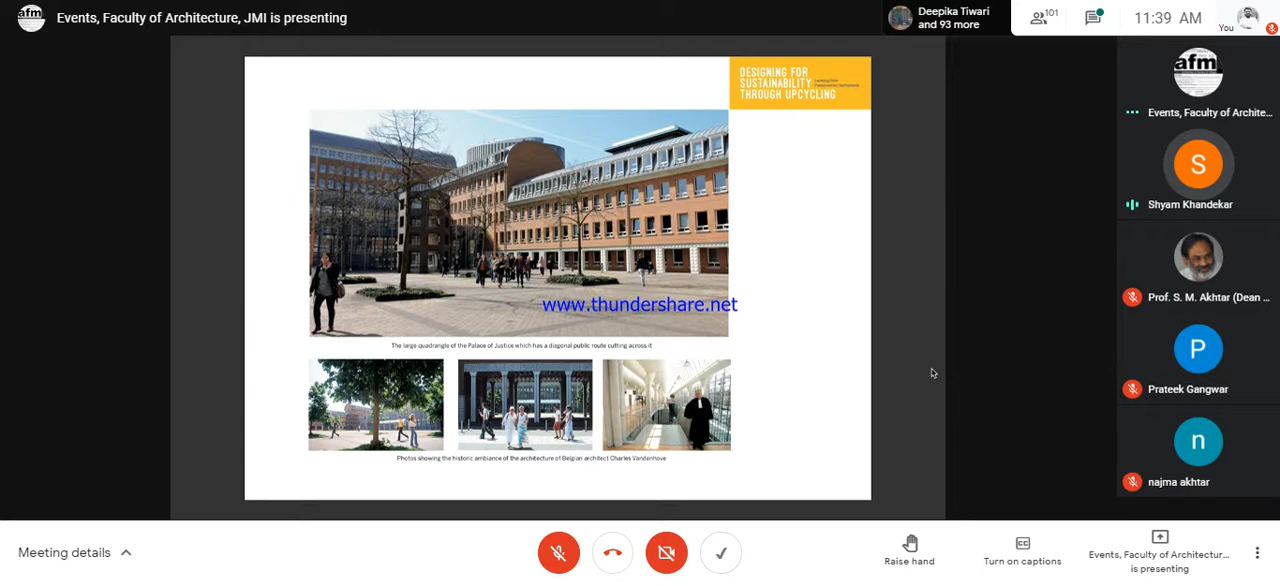 afm
Events, Faculty of Architecture, JMI is presenting
Deepika Tiwari
and 93 more
101
11:39 AM
You
DESIGNING FOR
SUSTAINABILITY
THROUGH UPCYCLING
www.thundershare.net
The large quadrangle of the Palace of Justice which has a diagonal public route cutting across it
Photos showing the historic ambiance of the architecture of Belgian architect Charles Vandenhove
afm
Events, Faculty of Archite...
S
Shyam Khandekar
Prof. S. M. Akhtar (Dean ...
P
Prateek Gangwar
n
najma akhtar
Meeting details
Raise hand
CC
Turn on captions
Events, Faculty of Architectur...
is presenting